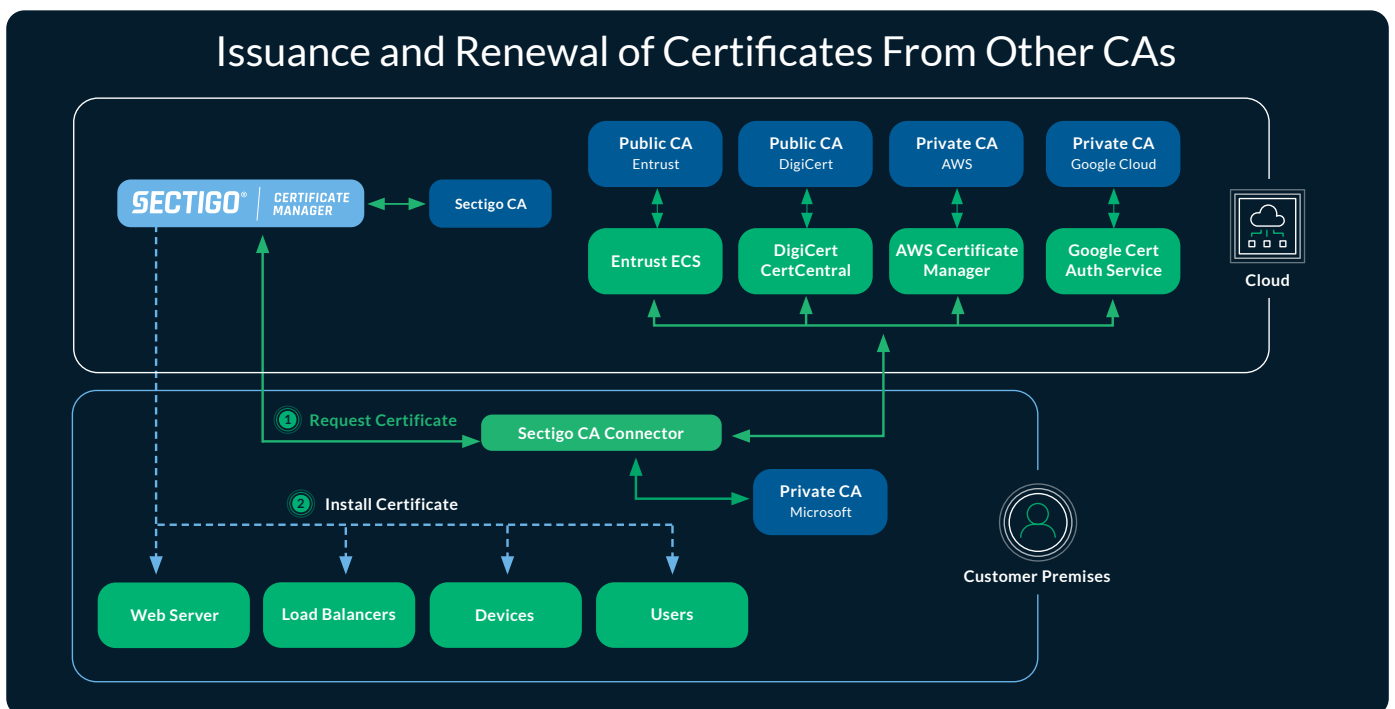 Issuance and Renewal of Certificates From Other CAs
Public CA
Entrust
Public CA
DigiCert
Private CA
AWS
Private CA
Google Cloud
SECTIGO® | CERTIFICATE
MANAGER
Sectigo CA
Entrust ECS
DigiCert
CertCentral
AWS Certificate
Manager
Google Cert
Auth Service
Cloud
1 Request Certificate
Sectigo CA Connector
Private CA
Microsoft
2 Install Certificate
Customer Premises
Web Server
Load Balancers
Devices
Users